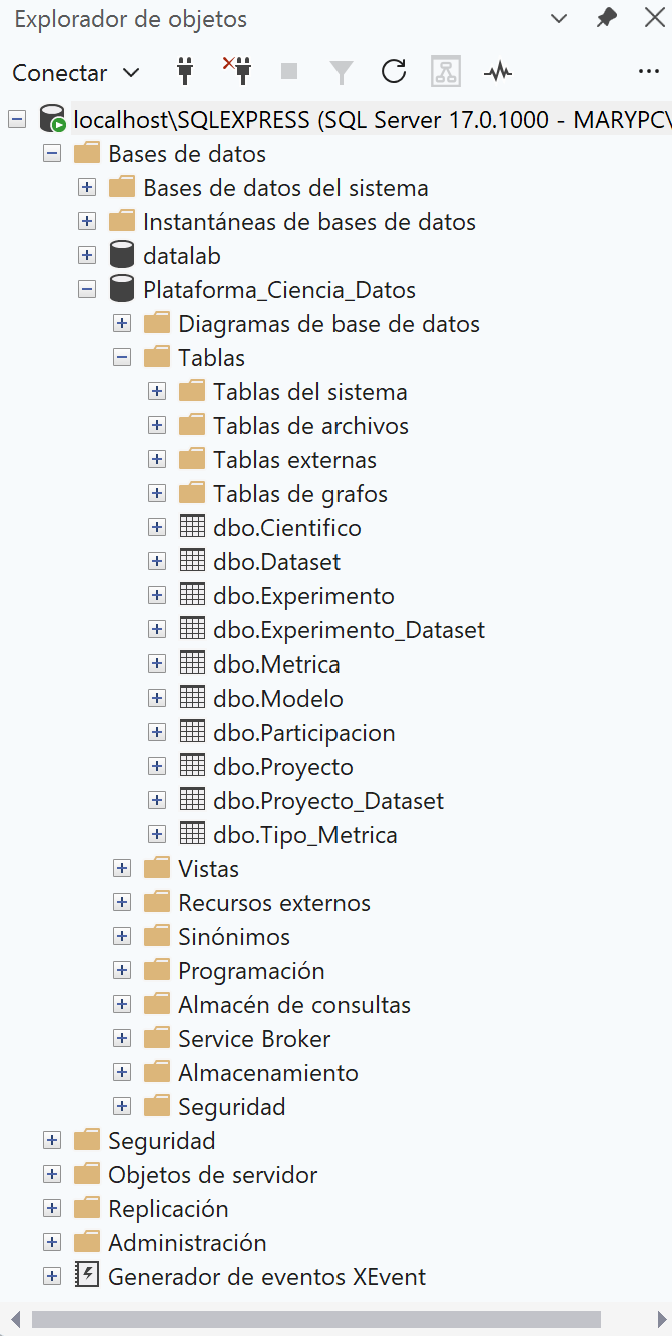 Explorador de objetos
Conectar
localhost\SQLEXPRESS (SQL Server 17.0.1000 - MARYPC\
Bases de datos
Bases de datos del sistema
Instantáneas de bases de datos
datalab
Plataforma_Ciencia_Datos
Diagramas de base de datos
Tablas
Tablas del sistema
Tablas de archivos
Tablas externas
Tablas de grafos
dbo.Cientifico
dbo.Dataset
dbo.Experimento
dbo.Experimento_Dataset
dbo.Metrica
dbo.Modelo
dbo.Participacion
dbo.Proyecto
dbo.Proyecto_Dataset
dbo.Tipo_Metrica
Vistas
Recursos externos
Sinónimos
Programación
Almacén de consultas
Service Broker
Almacenamiento
Seguridad
Seguridad
Objetos de servidor
Replicación
Administración
Generador de eventos XEvent